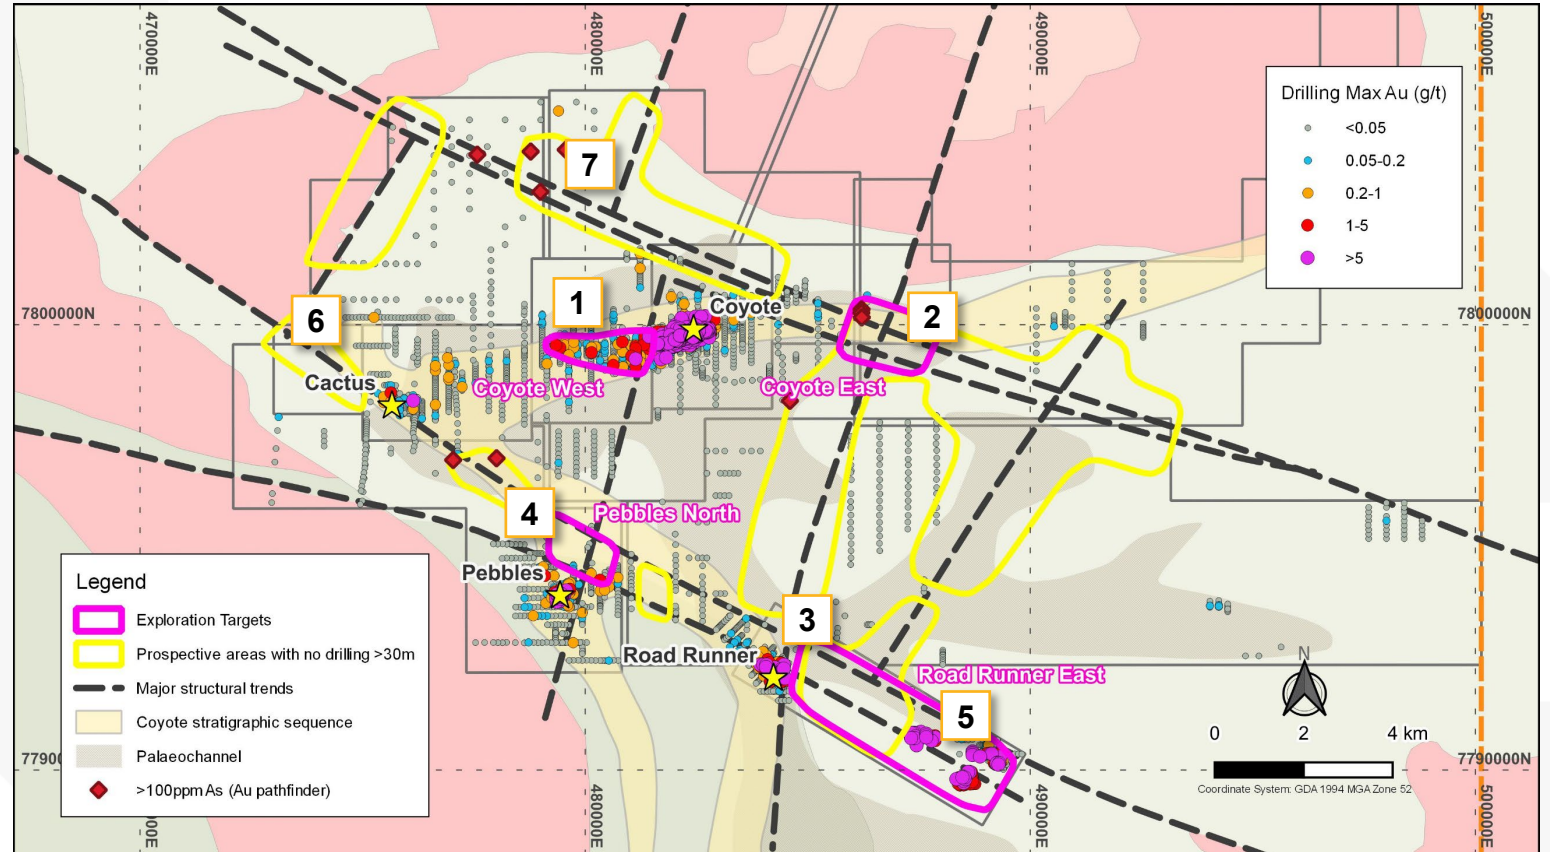 470000E
480000E
490000E
500000E
Drilling Max Au (g/t)
<0.05
0.05-0.2
0.2-1
1-5
>5
7
1
Coyote
2
6
7800000N
7800000N
Cactus
Coyote West
Coyote East
4
Pebbles North
Pebbles
3
Road Runner
Road Runner East
5
N
0 2 4 km
Coordinate System: GDA 1994 MGA Zone 52
7790000N
Legend
Exploration Targets
Prospective areas with no drilling >30m
Major structural trends
Coyote stratigraphic sequence
Palaeochannel
>100ppm As (Au pathfinder)
7790
480000E
490000E
500000E